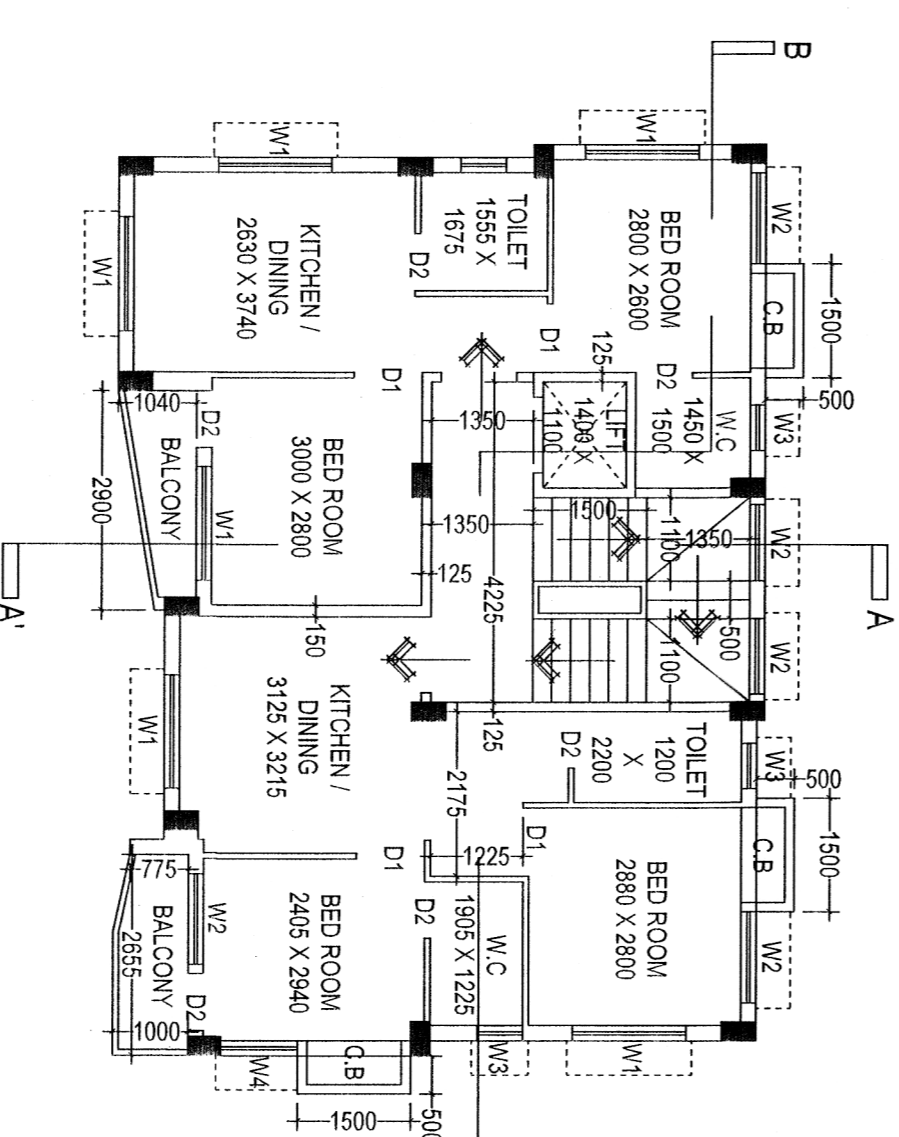 B
W1
W1
W2
BED ROOM
2800 X 2600
TOILET
1555 X
1675
KITCHEN /
DINING
2630 X 3740
W1
D2
C.B
1500
D1
125
D2
500
W.C
1450 X
1500
W3
LIFT
1400 X
1100
D1
1350
D2
1040
BALCONY
W1
2900
BED ROOM
3000 X 2800
1350
1500
1100
1350
W2
A
A'
125
4225
500
W2
1100
150
KITCHEN /
DINING
3125 X 3215
W1
125
2175
D2
TOILET
1200
X
2200
W3
500
D1
1225
D1
C.B
1500
BED ROOM
2880 X 2800
W2
775
BALCONY
2655
W2
BED ROOM
2405 X 2940
D2
W.C
1905 X 1225
D2
1000
W4
C.B
W3
W1
1500
500